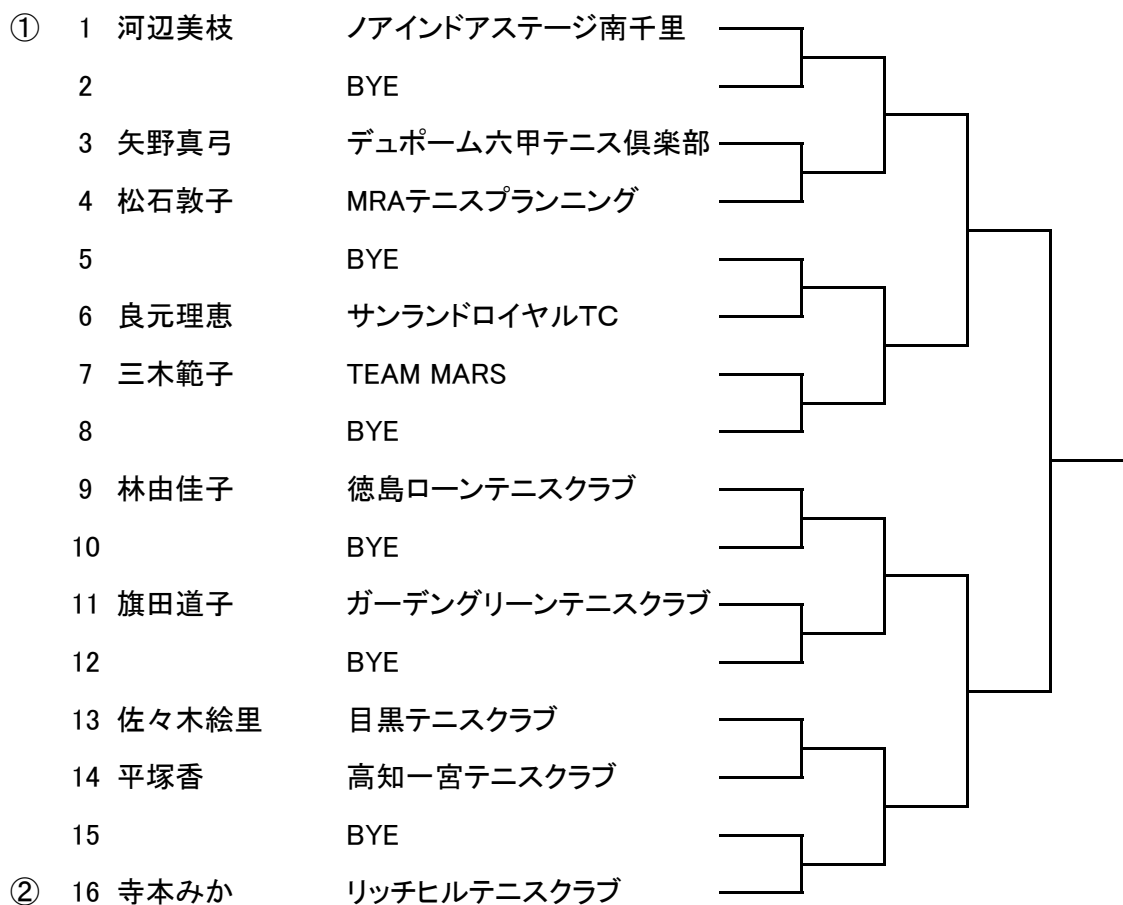 ① 1 河辺美枝 ノアインドアステージ南千里
2 BYE
3 矢野真弓 デュポーム六甲テニス倶楽部
4 松石敦子 MRAテニスプランニング
5 BYE
6 良元理恵 サンランドロイヤルTC
7 三木範子 TEAM MARS
8 BYE
9 林由佳子 徳島ローンテニスクラブ
10 BYE
11 旗田道子 ガーデングリーンテニスクラブ
12 BYE
13 佐々木絵里 目黒テニスクラブ
14 平塚香 高知一宮テニスクラブ
15 BYE
② 16 寺本みか リッチヒルテニスクラブ